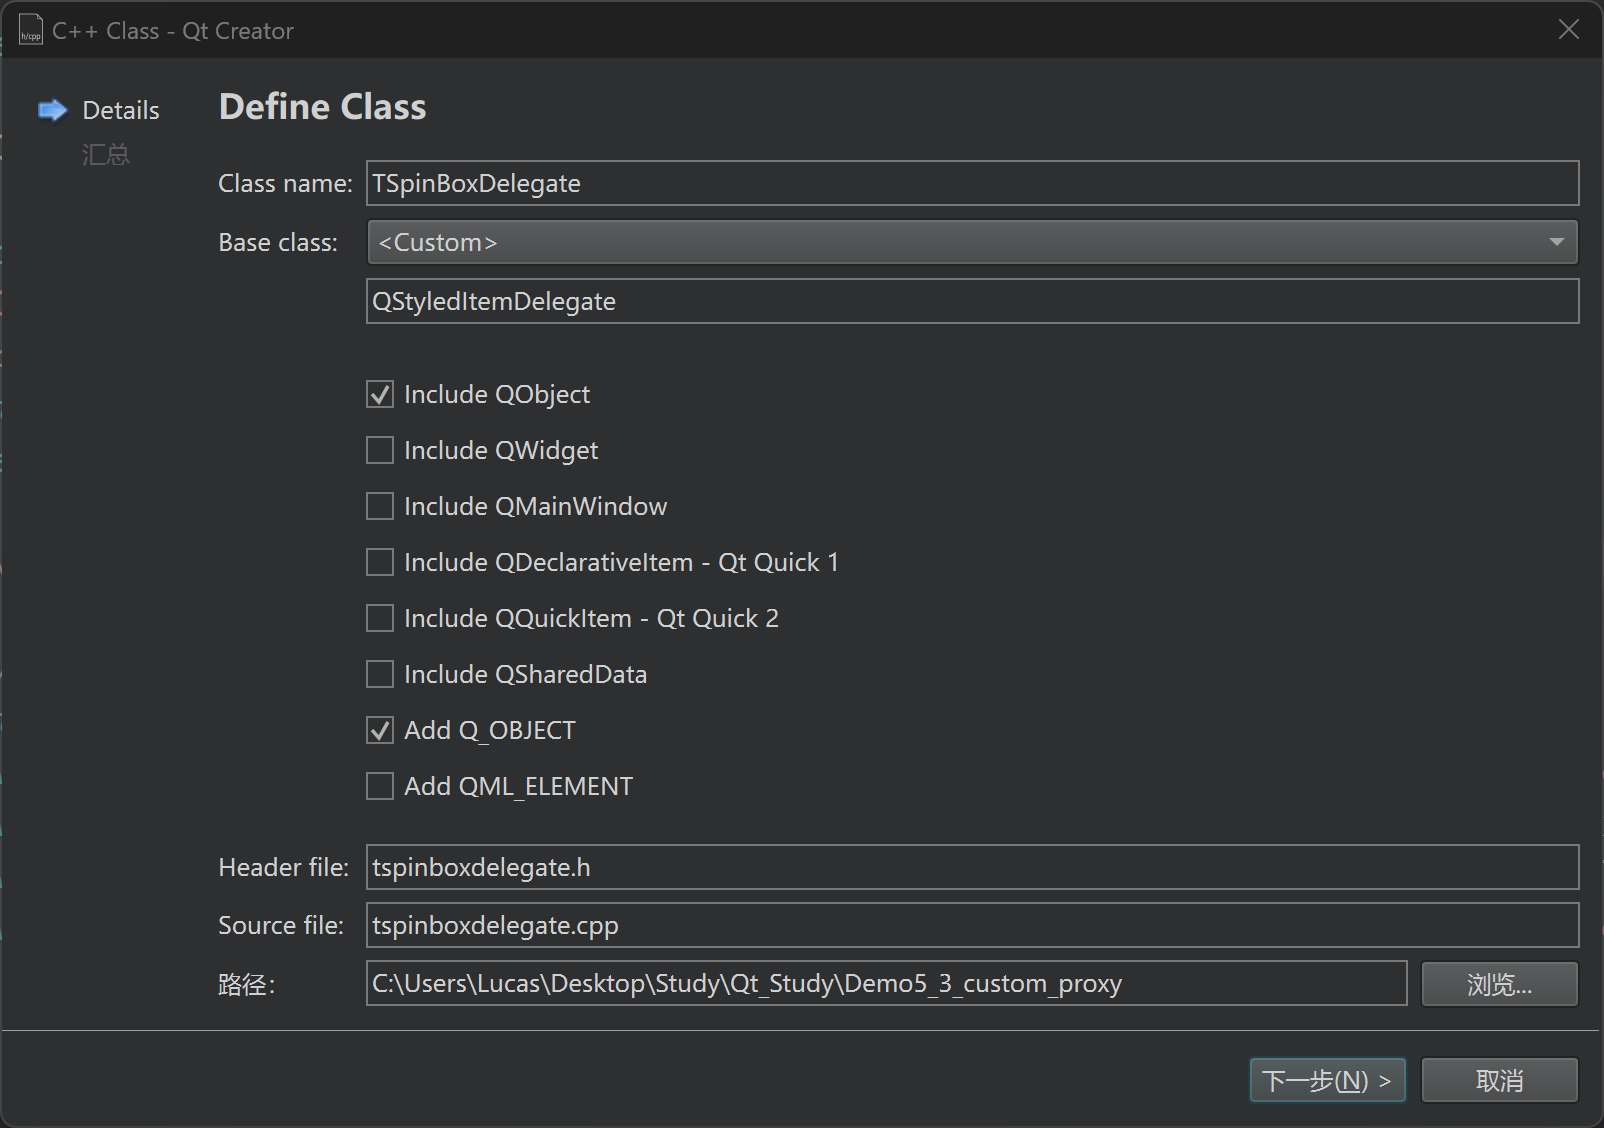 h/cpp C++ Class - Qt Creator
Details
汇总
Define Class
Class name: TSpinBoxDelegate
Base class: <Custom>
QStyledItemDelegate
Include QObject
Include QWidget
Include QMainWindow
Include QDeclarativeItem - Qt Quick 1
Include QQuickItem - Qt Quick 2
Include QSharedData
Add Q_OBJECT
Add QML_ELEMENT
Header file: tspinboxdelegate.h
Source file: tspinboxdelegate.cpp
路径: C:\Users\Lucas\Desktop\Study\Qt_Study\Demo5_3_custom_proxy 浏览...
下一步(N) > 取消